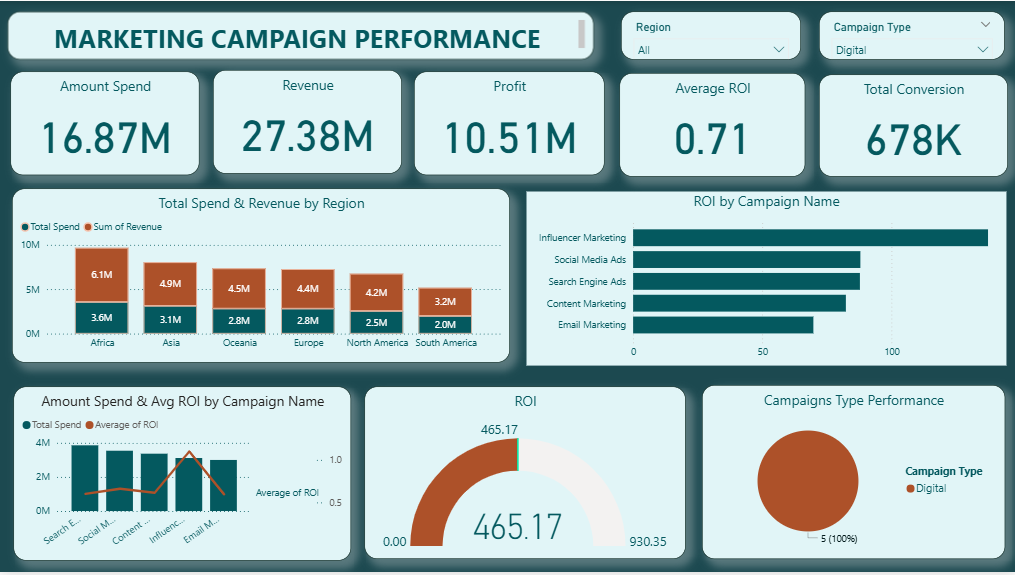 MARKETING CAMPAIGN PERFORMANCE
Region
All
Campaign Type
Digital
Amount Spend
16.87M
Revenue
27.38M
Profit
10.51M
Average ROI
0.71
Total Conversion
678K
Total Spend & Revenue by Region
Total Spend Sum of Revenue
10M
5M
0M
6.1M 4.9M 4.5M 4.4M 4.2M 3.2M
3.6M 3.1M 2.8M 2.8M 2.5M 2.0M
Africa Asia Oceania Europe North America South America
ROI by Campaign Name
Influencer Marketing
Social Media Ads
Search Engine Ads
Content Marketing
Email Marketing
0 50 100
Amount Spend & Avg ROI by Campaign Name
Total Spend Average of ROI
4M
2M
0M
1.0
0.5
Average of ROI
Search E...
Social M...
Content ...
Influenc...
Email M...
ROI
465.17
465.17
0.00
930.35
Campaigns Type Performance
Campaign Type
Digital
5 (100%)